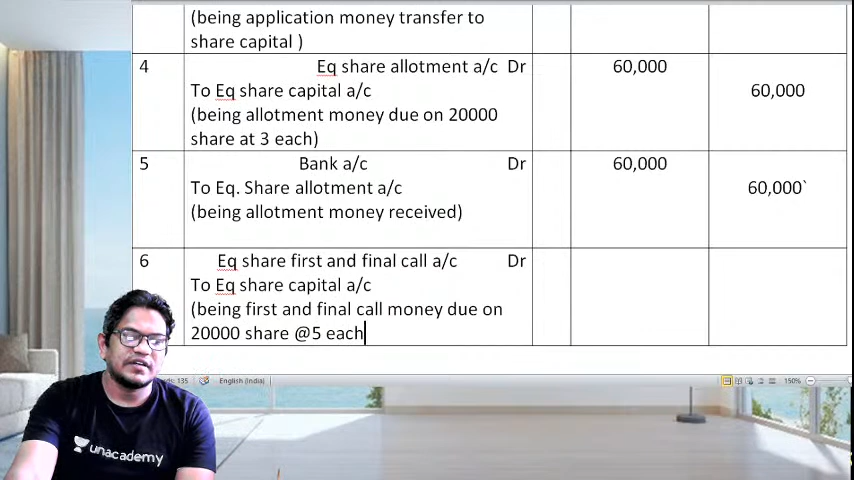 (being application money transfer to
share capital )
4 Eq share allotment a/c Dr 60,000
To Eq share capital a/c 60,000
(being allotment money due on 20000
share at 3 each)
5 Bank a/c Dr 60,000
To Eq. Share allotment a/c 60,000`
(being allotment money received)
6 Eq share first and final call a/c Dr
To Eq share capital a/c
(being first and final call money due on
20000 share @5 each
135 English (India) 150%
unacademy